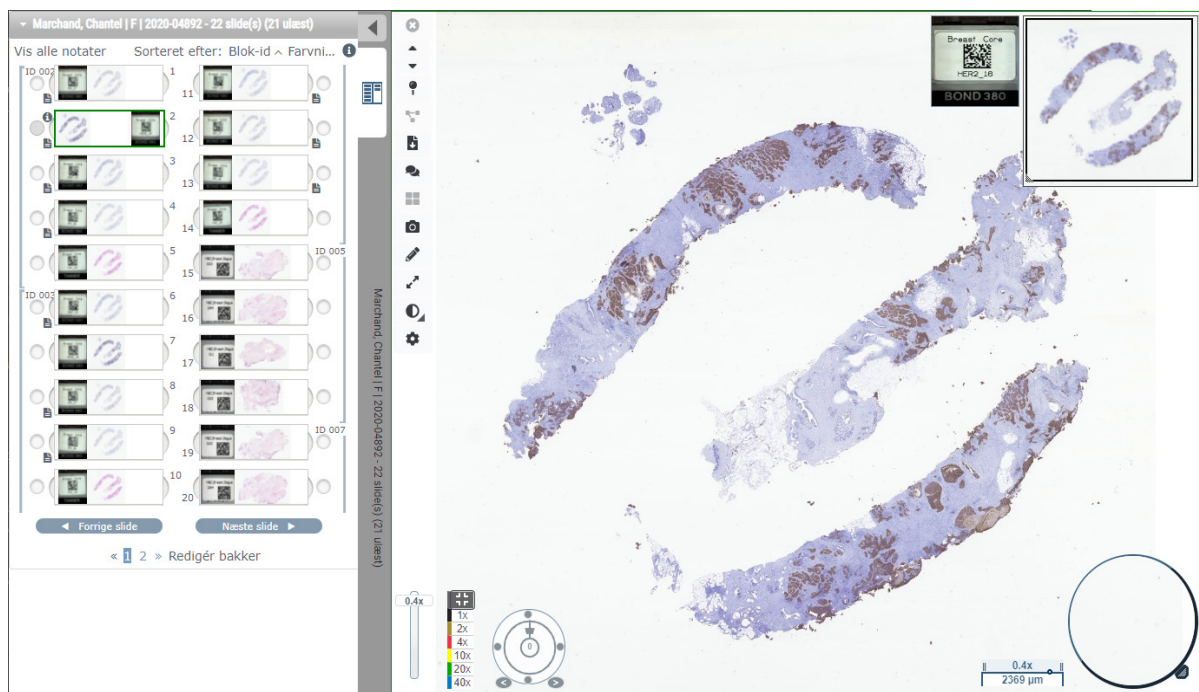 Marchand, Chantel | F | 2020-04892 - 22 slide(s) (21 ulæst)
Vis alle notater Sorteret efter: Blok-id Farvni...
ID 002
1
11
2
12
3
13
4
14
5
ID 005
15
ID 003
6
16
7
17
8
18
9
ID 007
19
10
20
Forrige slide
Næste slide
« 1 2 » Redigér bakker
Marchand, Chantel | F | 2020-04892 - 22 slide(s) (21 ulæst)
Breast Core
HER2_18
BOND 380
0.4x
1x
2x
4x
10x
20x
40x
0
0.4x
2369 µm